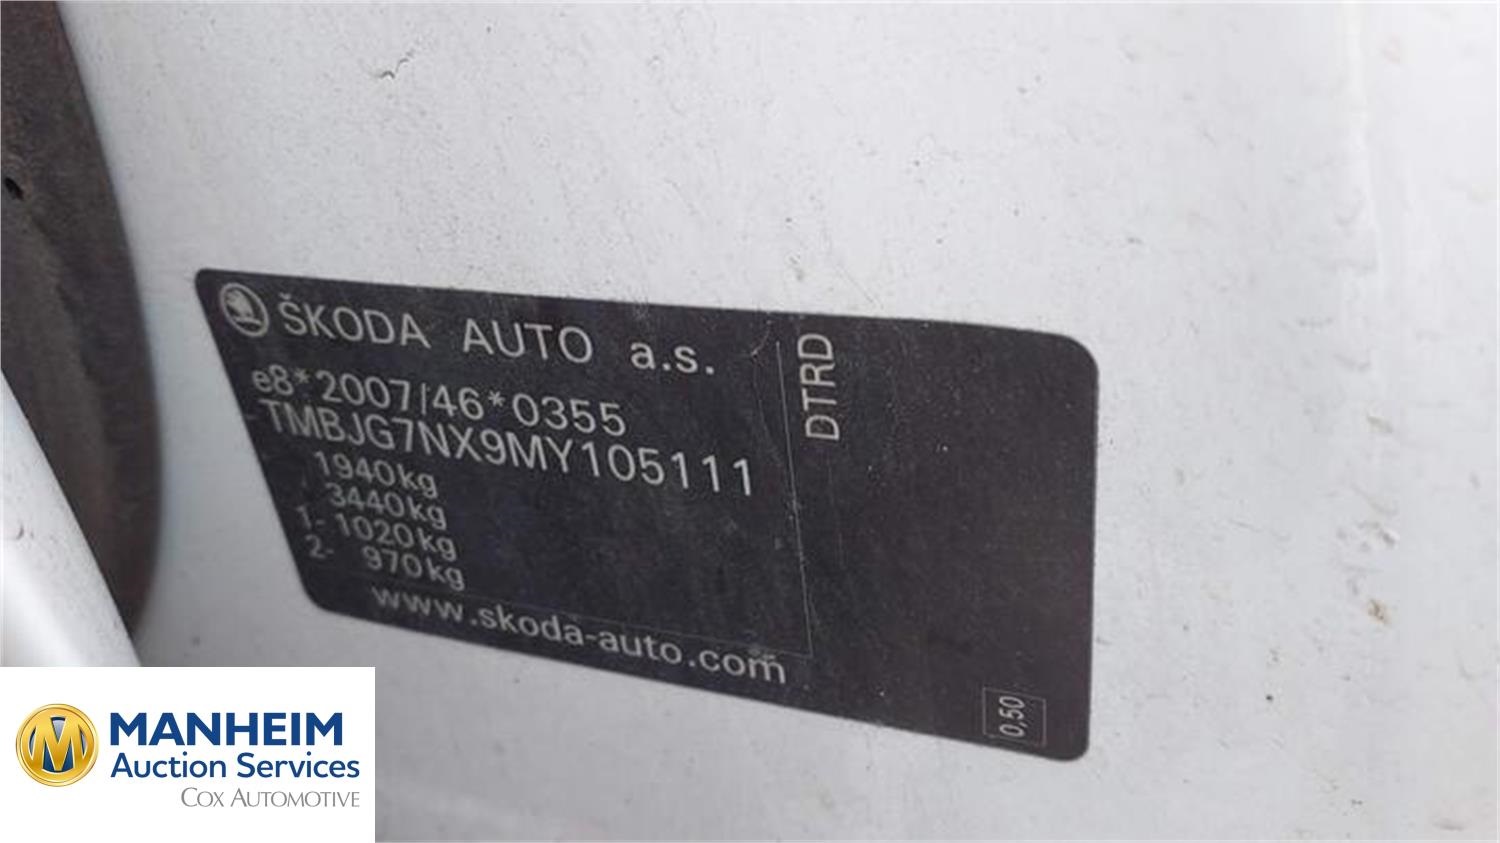 ŠKODA AUTO a.s.
e8*2007/46*0355
TMBJG7NX9MY105111
1940kg
3440kg
1- 1020kg
2- 970kg
www.skoda-auto.com
DTRD
0,50
MANHEIM
Auction Services
COX AUTOMOTIVE